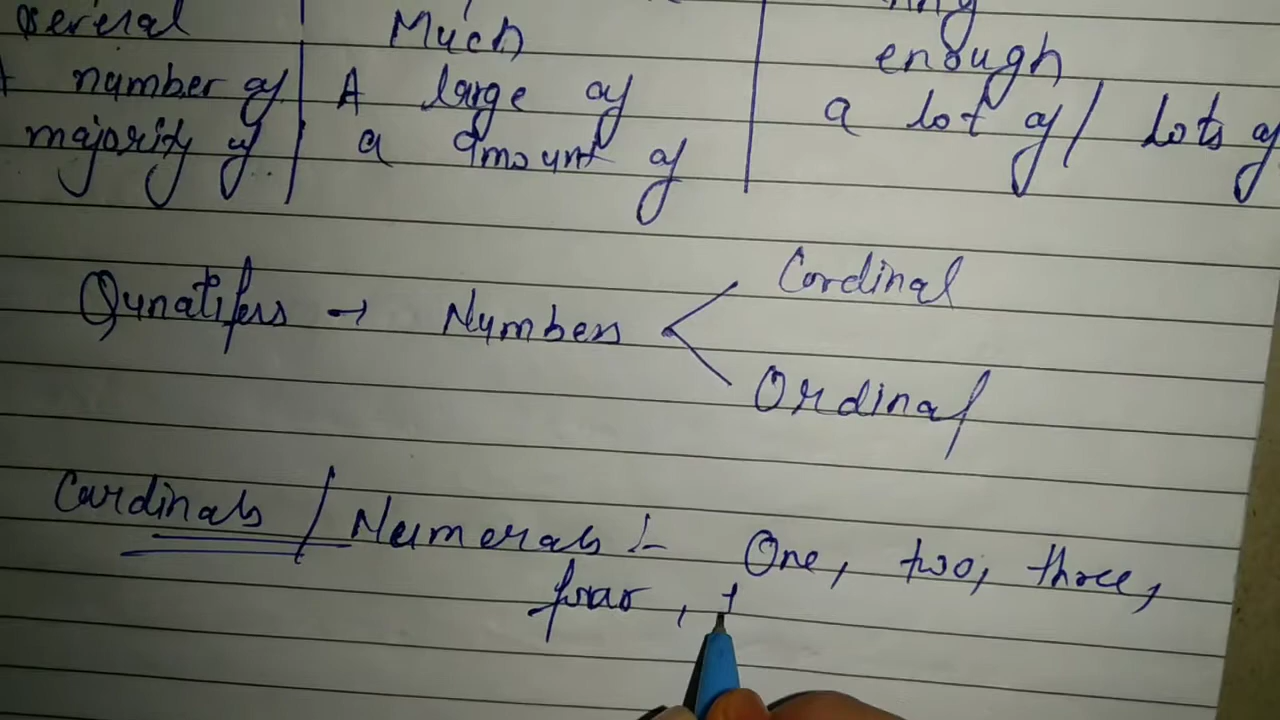 Several Much
number of A large of enough
majority of a amount of a lot of / Lots of
Qunatifers → Numbers Cordinal
Ordinal
Cardinals / Numerals :- One, two, three,
four,